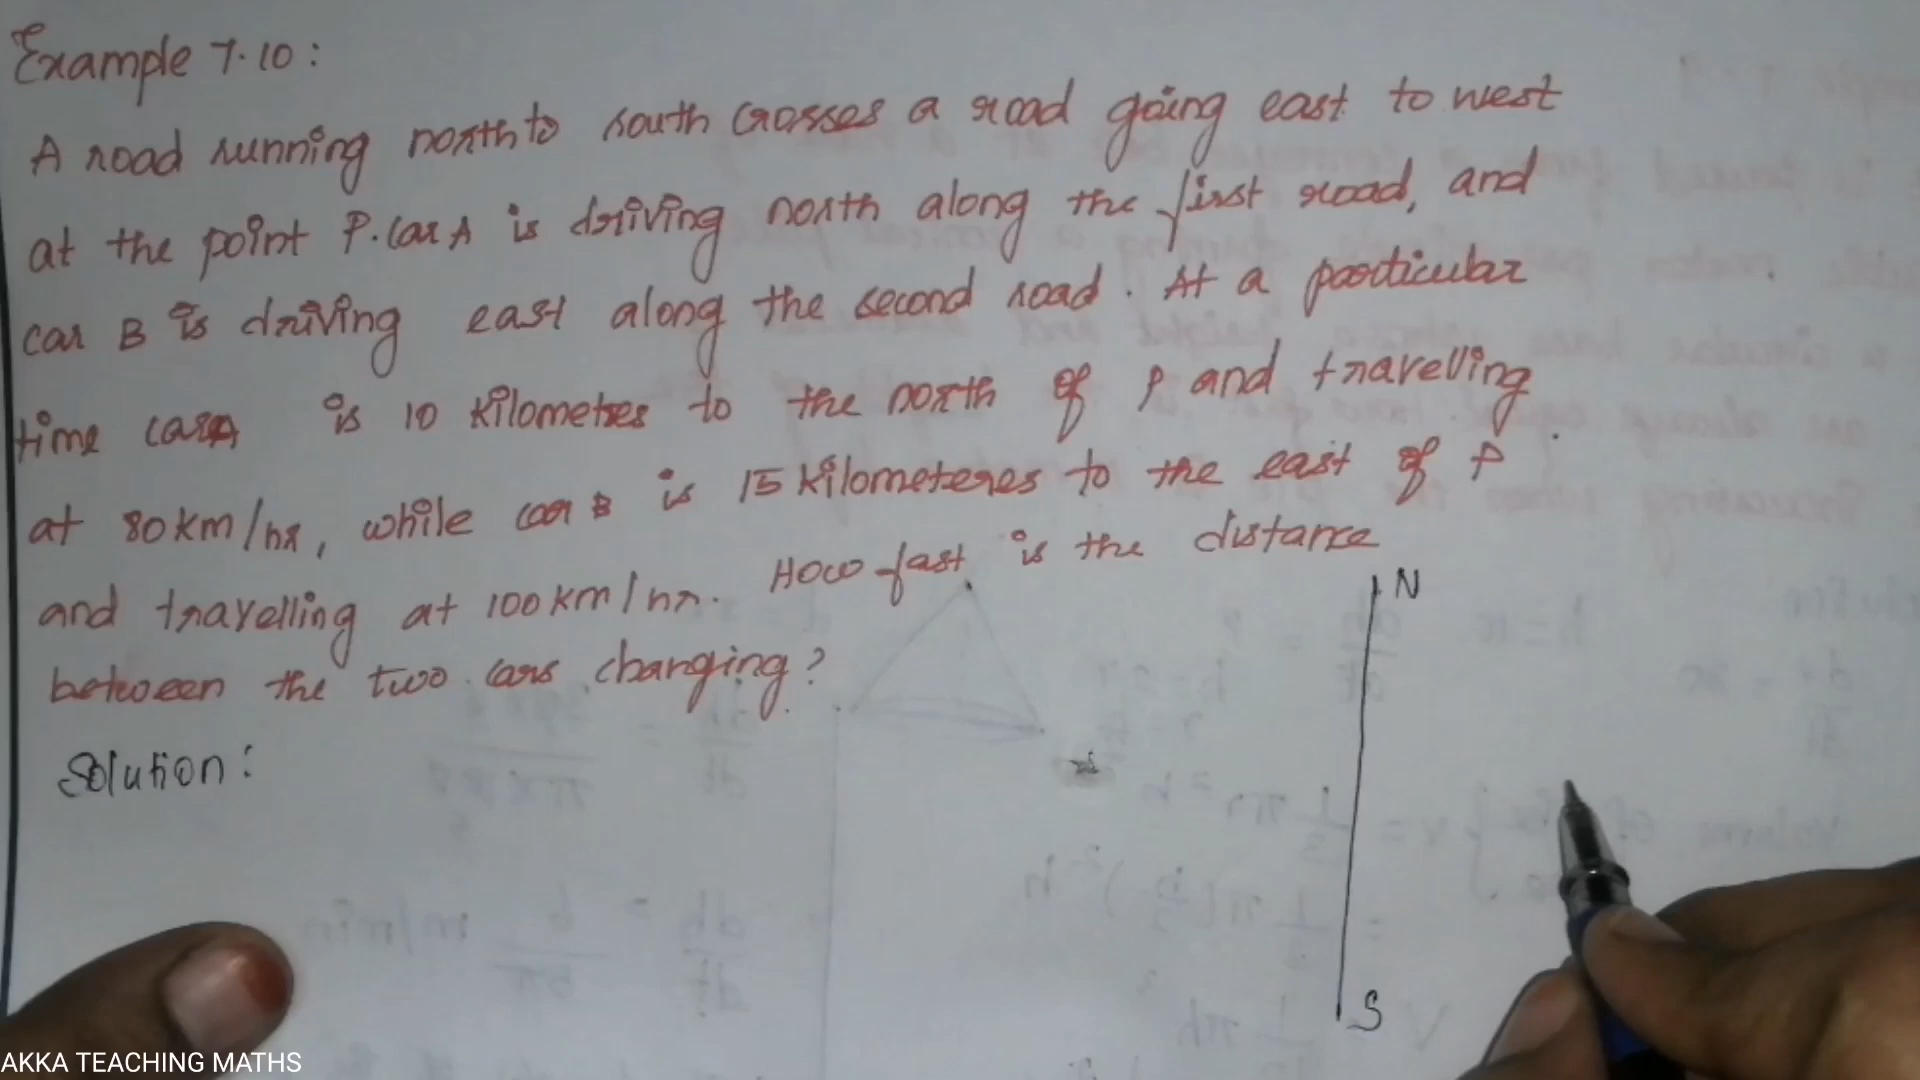 Example 7.10:
A road running north to south crosses a road going east to west
at the point P. Car A is driving north along the first road, and
car B is driving east along the second road. At a particular
time car A is 10 kilometres to the north of P and travelling
at 80 km/hr, while car B is 15 kilometeres to the east of P
and travelling at 100 km/hr. How fast is the distance
between the two cars changing?
N
Solution:
S
AKKA TEACHING MATHS